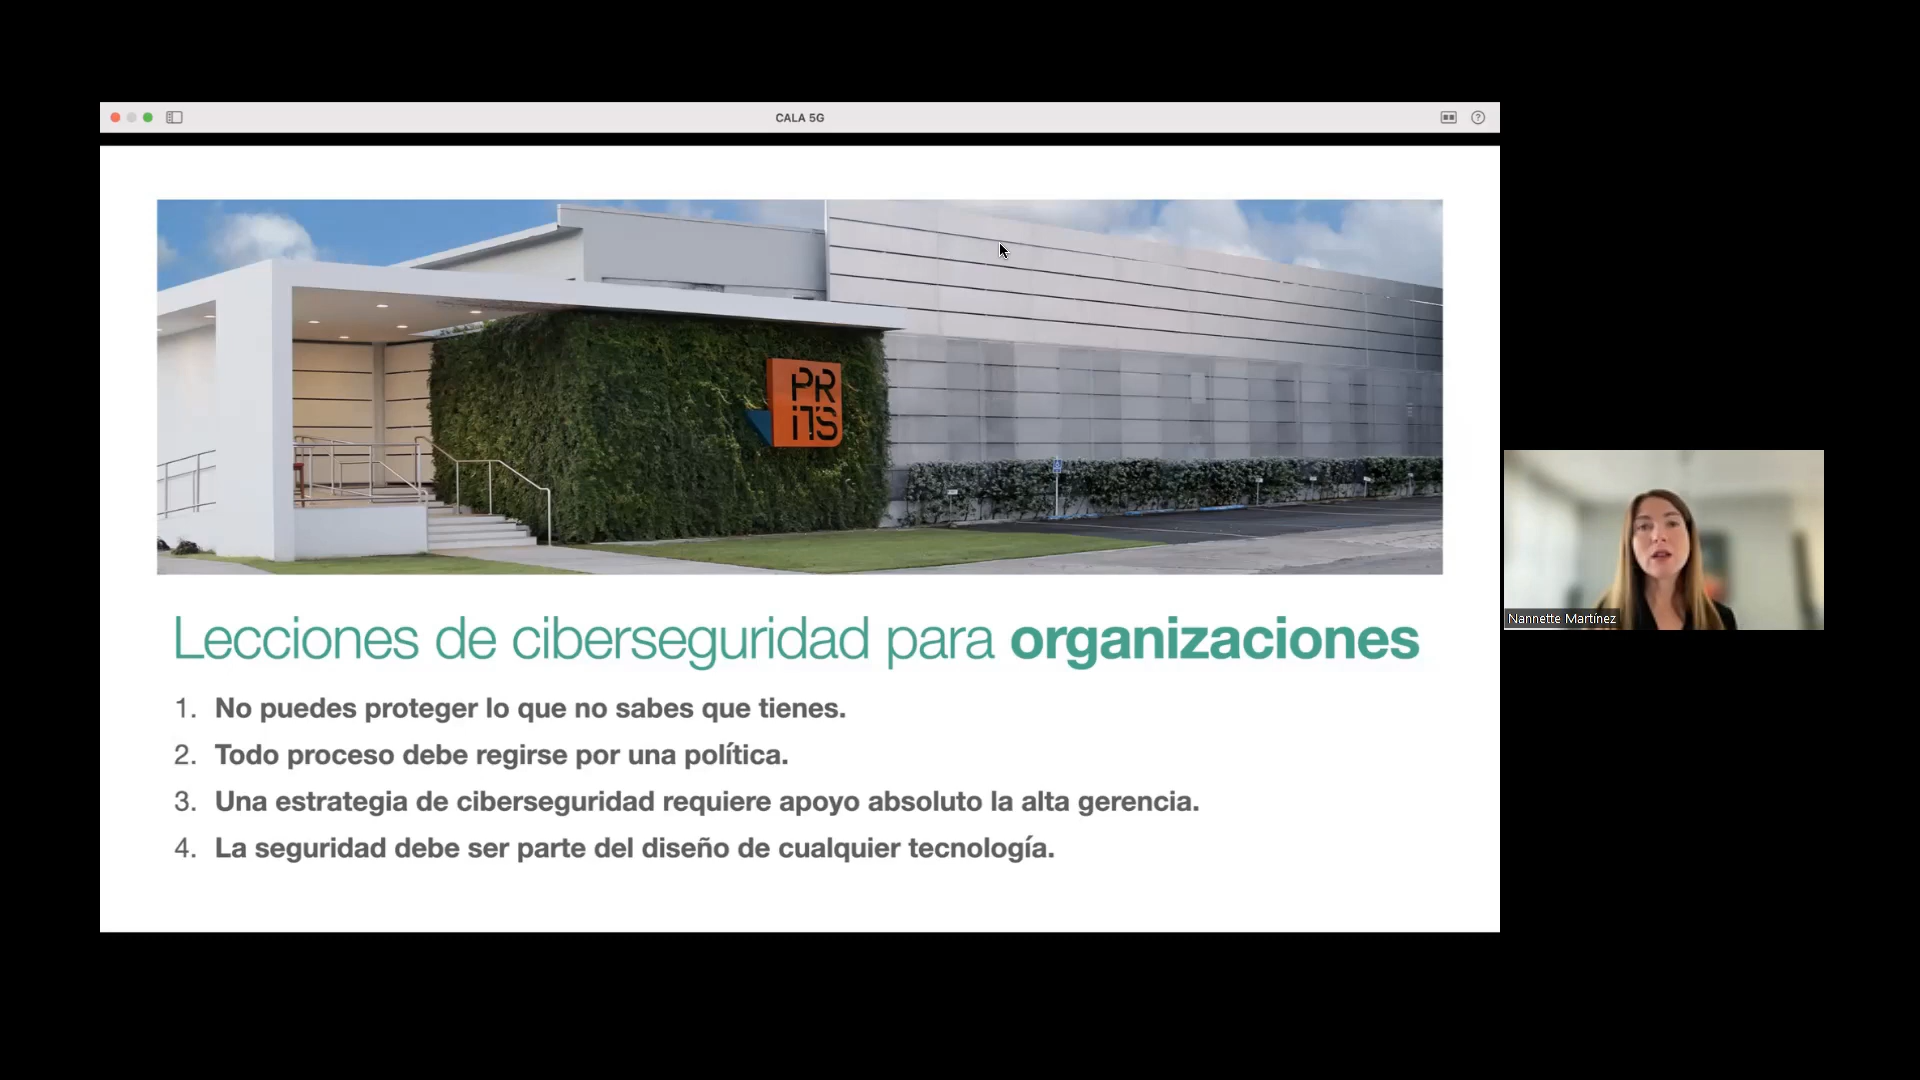 CALA 5G
PR
iTS
Lecciones de ciberseguridad para organizaciones
1. No puedes proteger lo que no sabes que tienes.
2. Todo proceso debe regirse por una política.
3. Una estrategia de ciberseguridad requiere apoyo absoluto la alta gerencia.
4. La seguridad debe ser parte del diseño de cualquier tecnología.
Nannette Martínez